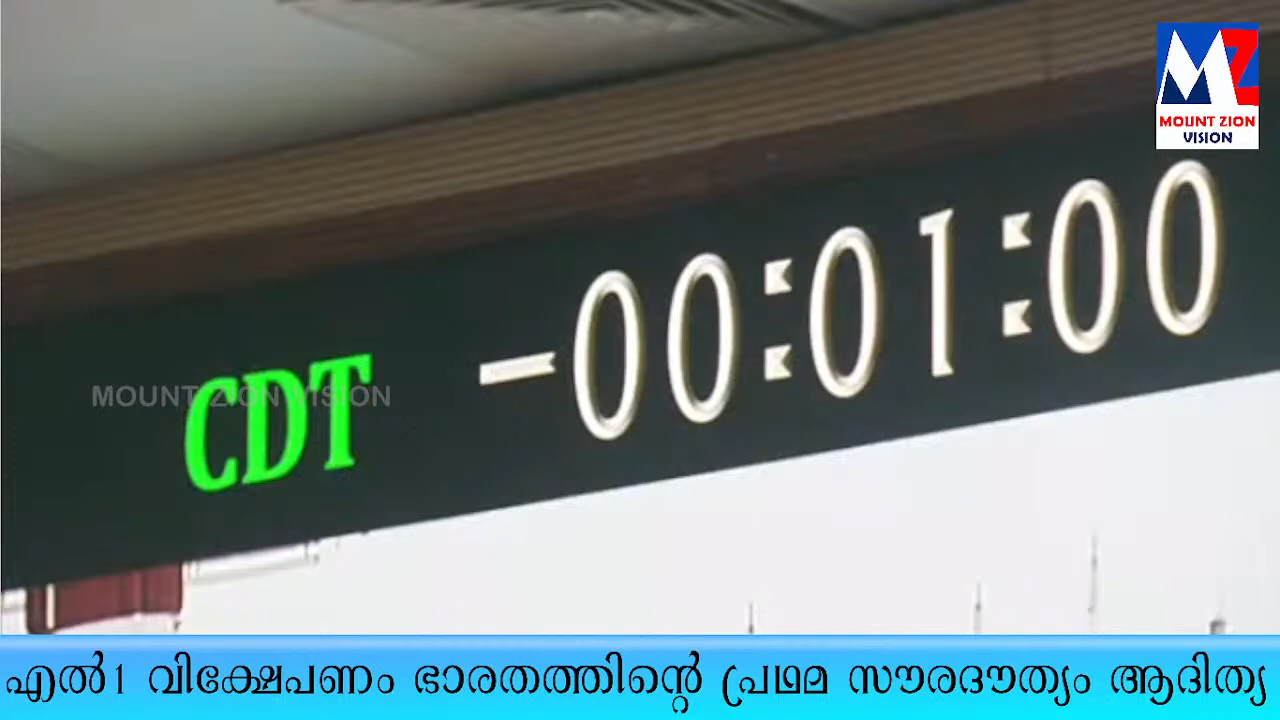 MZ
MOUNT ZION
VISION
CDT -00:01:00
MOUNT ZION VISION
എൽ1 വിക്ഷേപണം ഭാരതത്തിന്റെ പ്രഥമ സൗരദൗത്യം ആദിത്യ